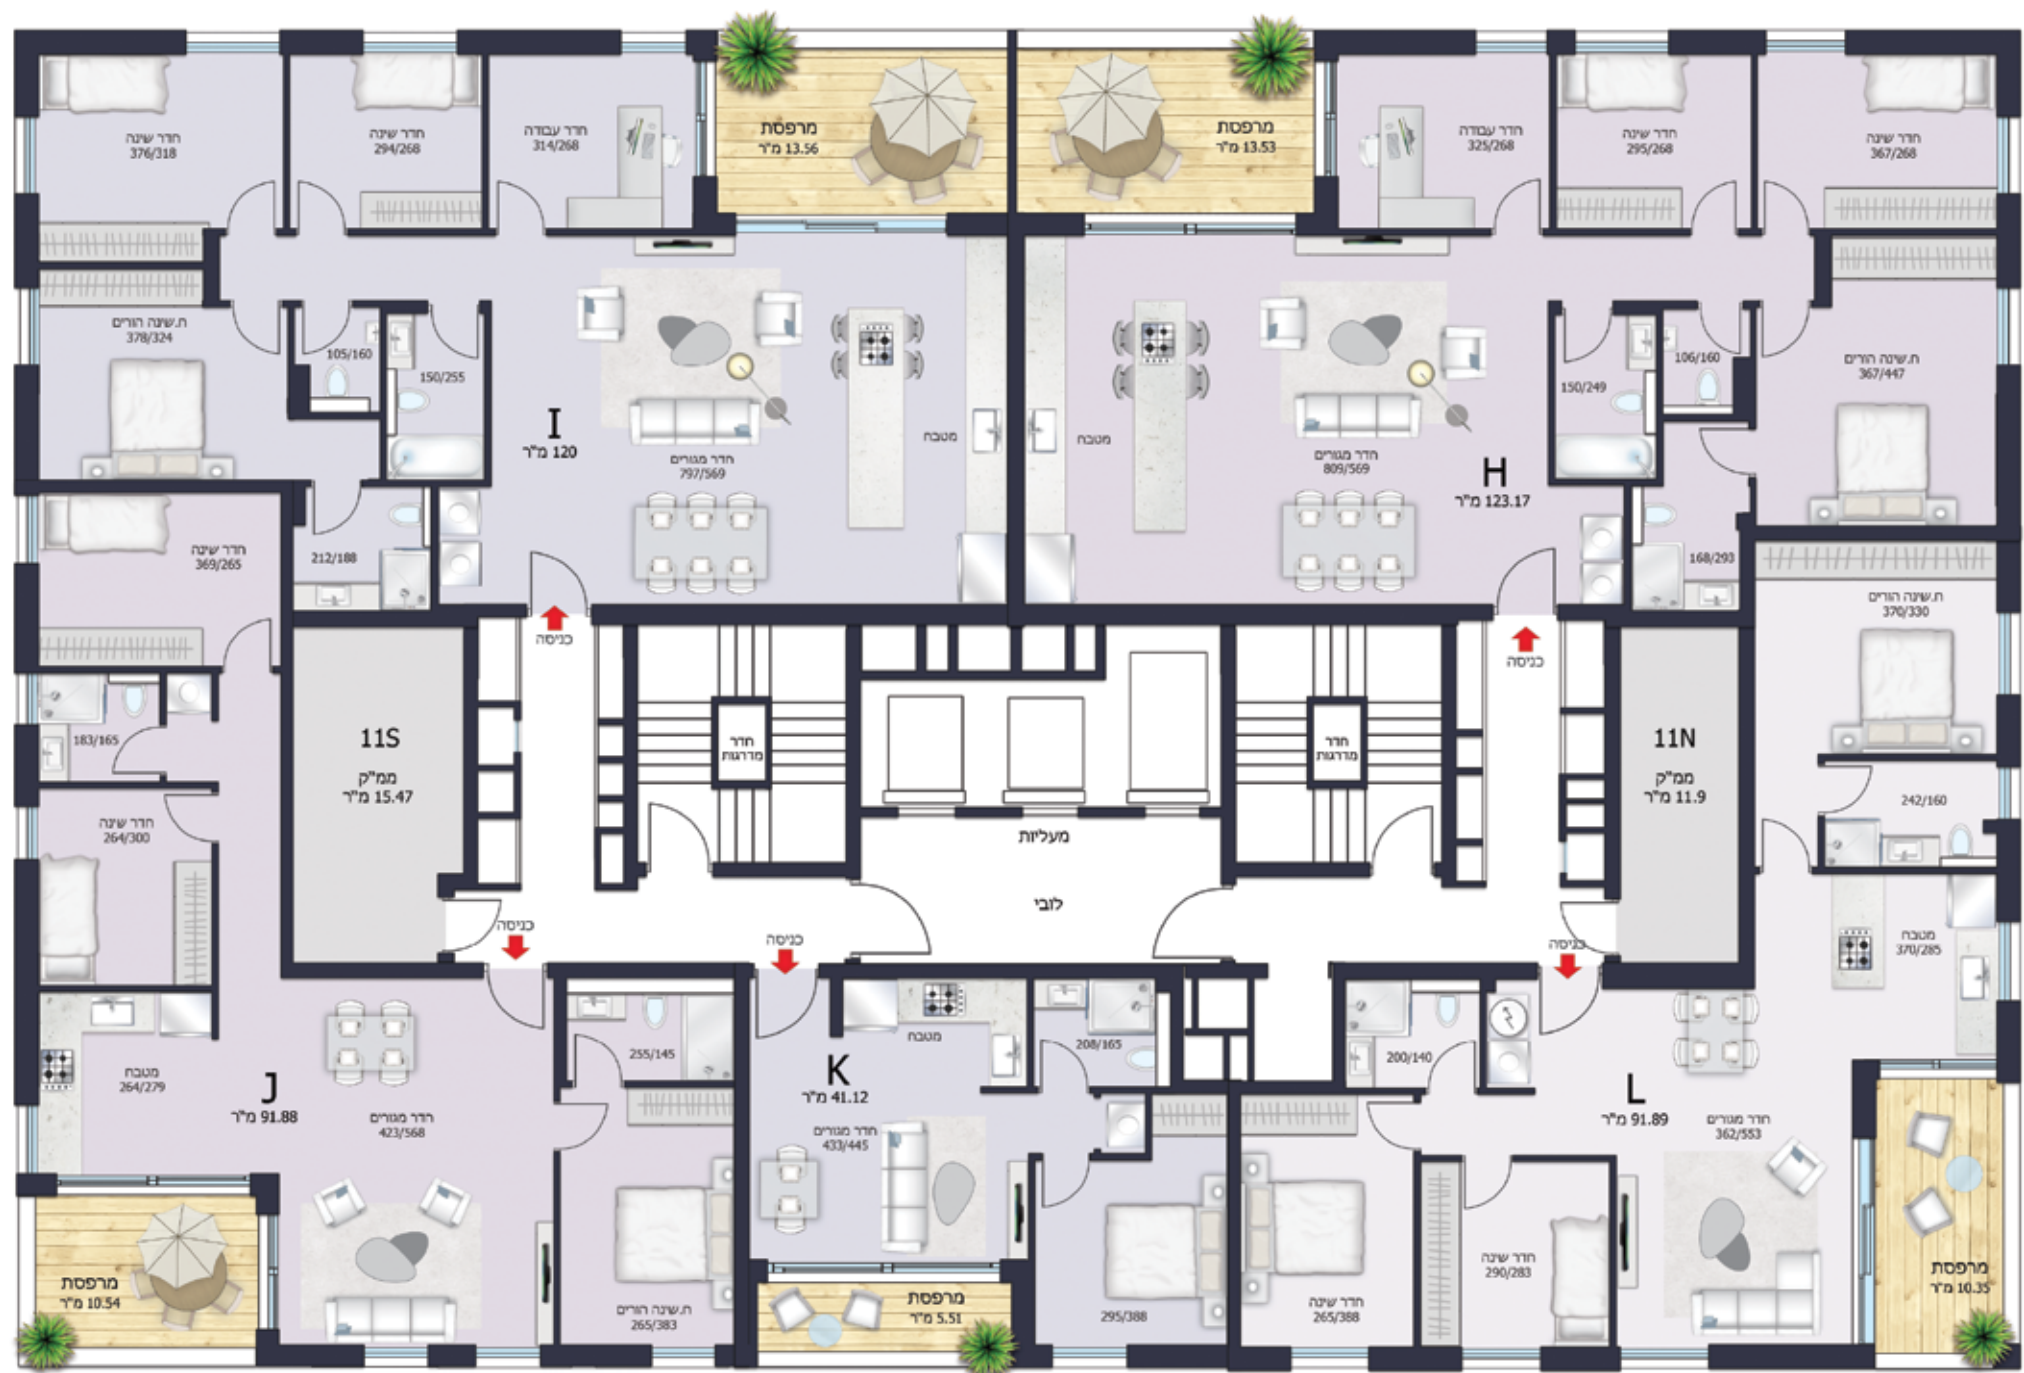 חדר שינה
376/318
חדר שינה
294/268
חדר עבודה
314/268
מרפסת
13.56 מ"ר
מרפסת
13.53 מ"ר
חדר עבודה
325/268
חדר שינה
295/268
חדר שינה
367/268
ח.שינה הורים
378/324
105/160
150/255
I
120 מ"ר
חדר מגורים
797/569
מטבח
מטבח
חדר מגורים
809/569
H
123.17 מ"ר
150/249
106/160
ח.שינה הורים
367/447
חדר שינה
369/265
212/188
168/293
ח.שינה הורים
370/330
כניסה
כניסה
183/165
11S
ממ"ק
15.47 מ"ר
חדר
מדרגות
חדר
מדרגות
11N
ממ"ק
11.9 מ"ר
242/160
חדר שינה
264/300
מעליות
לובי
כניסה
כניסה
כניסה
מטבח
370/285
מטבח
264/279
J
91.88 מ"ר
חדר מגורים
423/568
255/145
K
41.12 מ"ר
מטבח
208/165
חדר מגורים
433/445
200/140
L
91.89 מ"ר
חדר מגורים
362/553
מרפסת
10.54 מ"ר
ח.שינה הורים
265/383
מרפסת
5.51 מ"ר
295/388
חדר שינה
265/388
חדר שינה
290/283
מרפסת
10.35 מ"ר